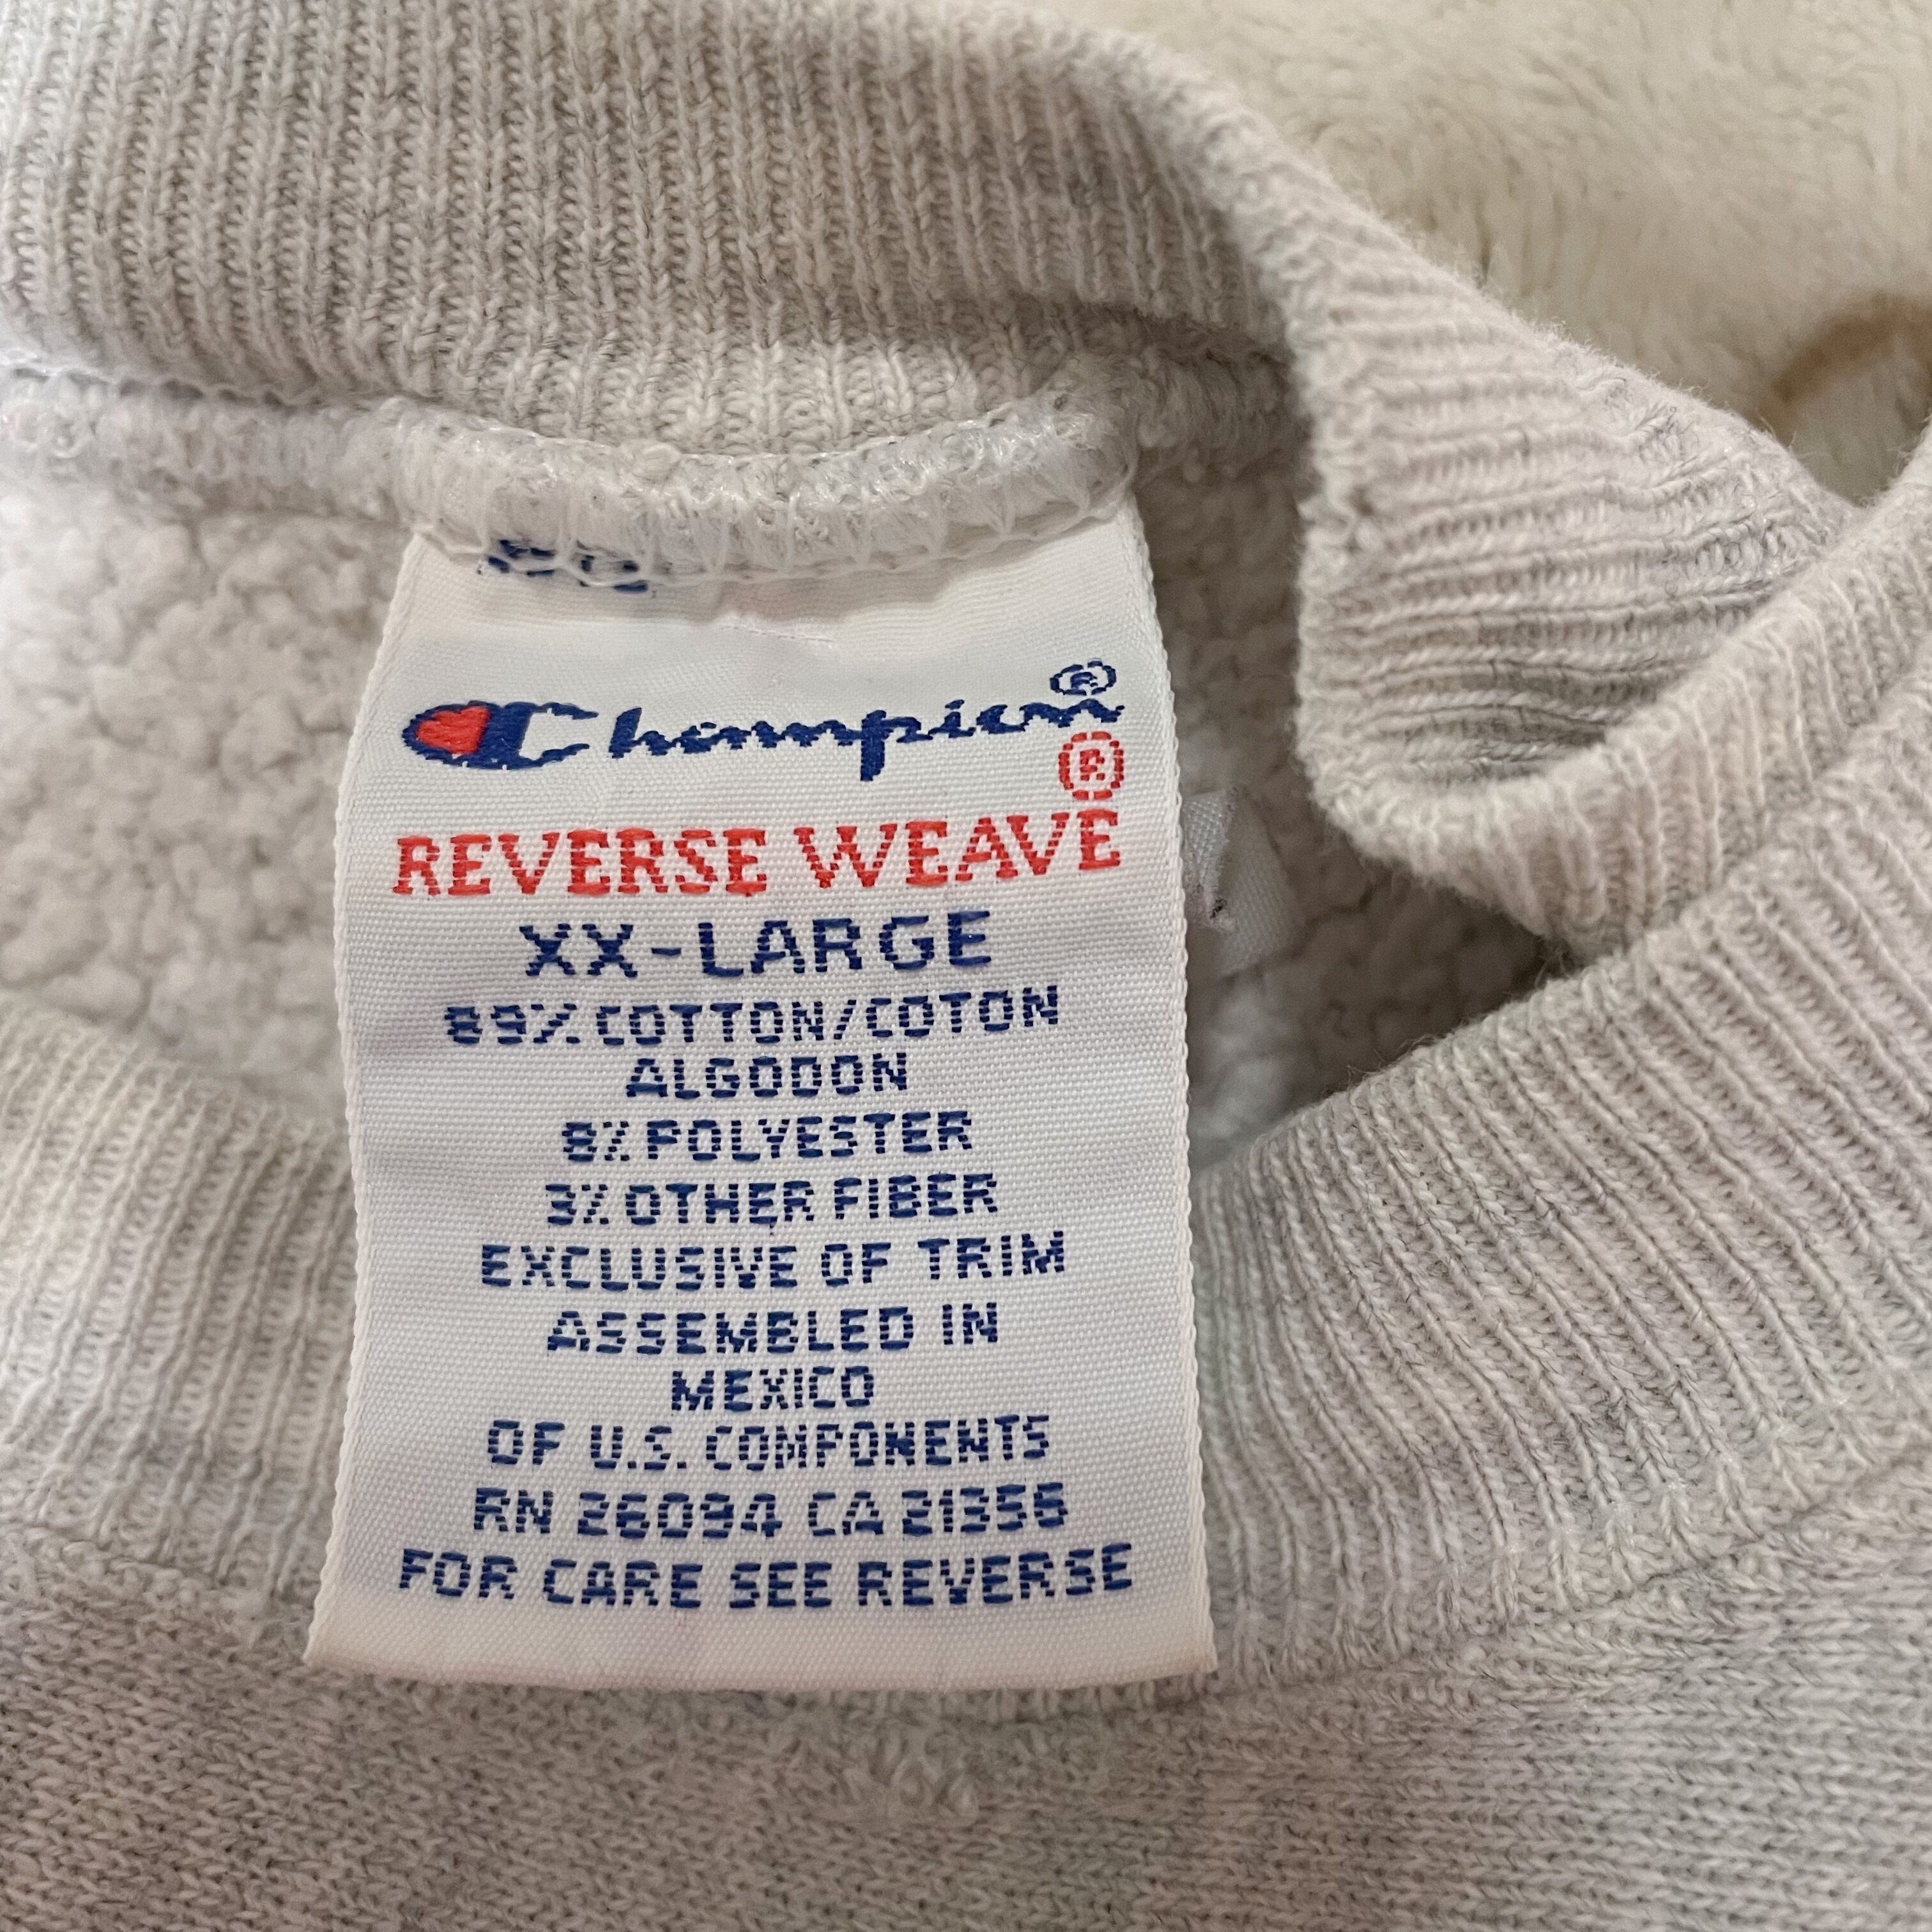 Champion®
®
REVERSE WEAVE
XX-LARGE
89% COTTON/COTON
ALGODON
8% POLYESTER
3% OTHER FIBER
EXCLUSIVE OF TRIM
ASSEMBLED IN
MEXICO
OF U.S. COMPONENTS
RN 26094 CA 21356
FOR CARE SEE REVERSE